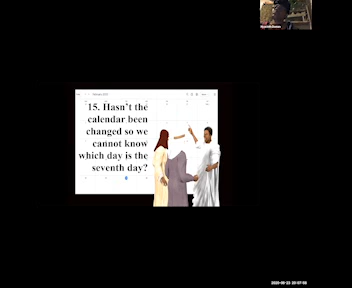 15. Hasn't the
calendar been
changed so we
cannot know
which day is the
seventh day?